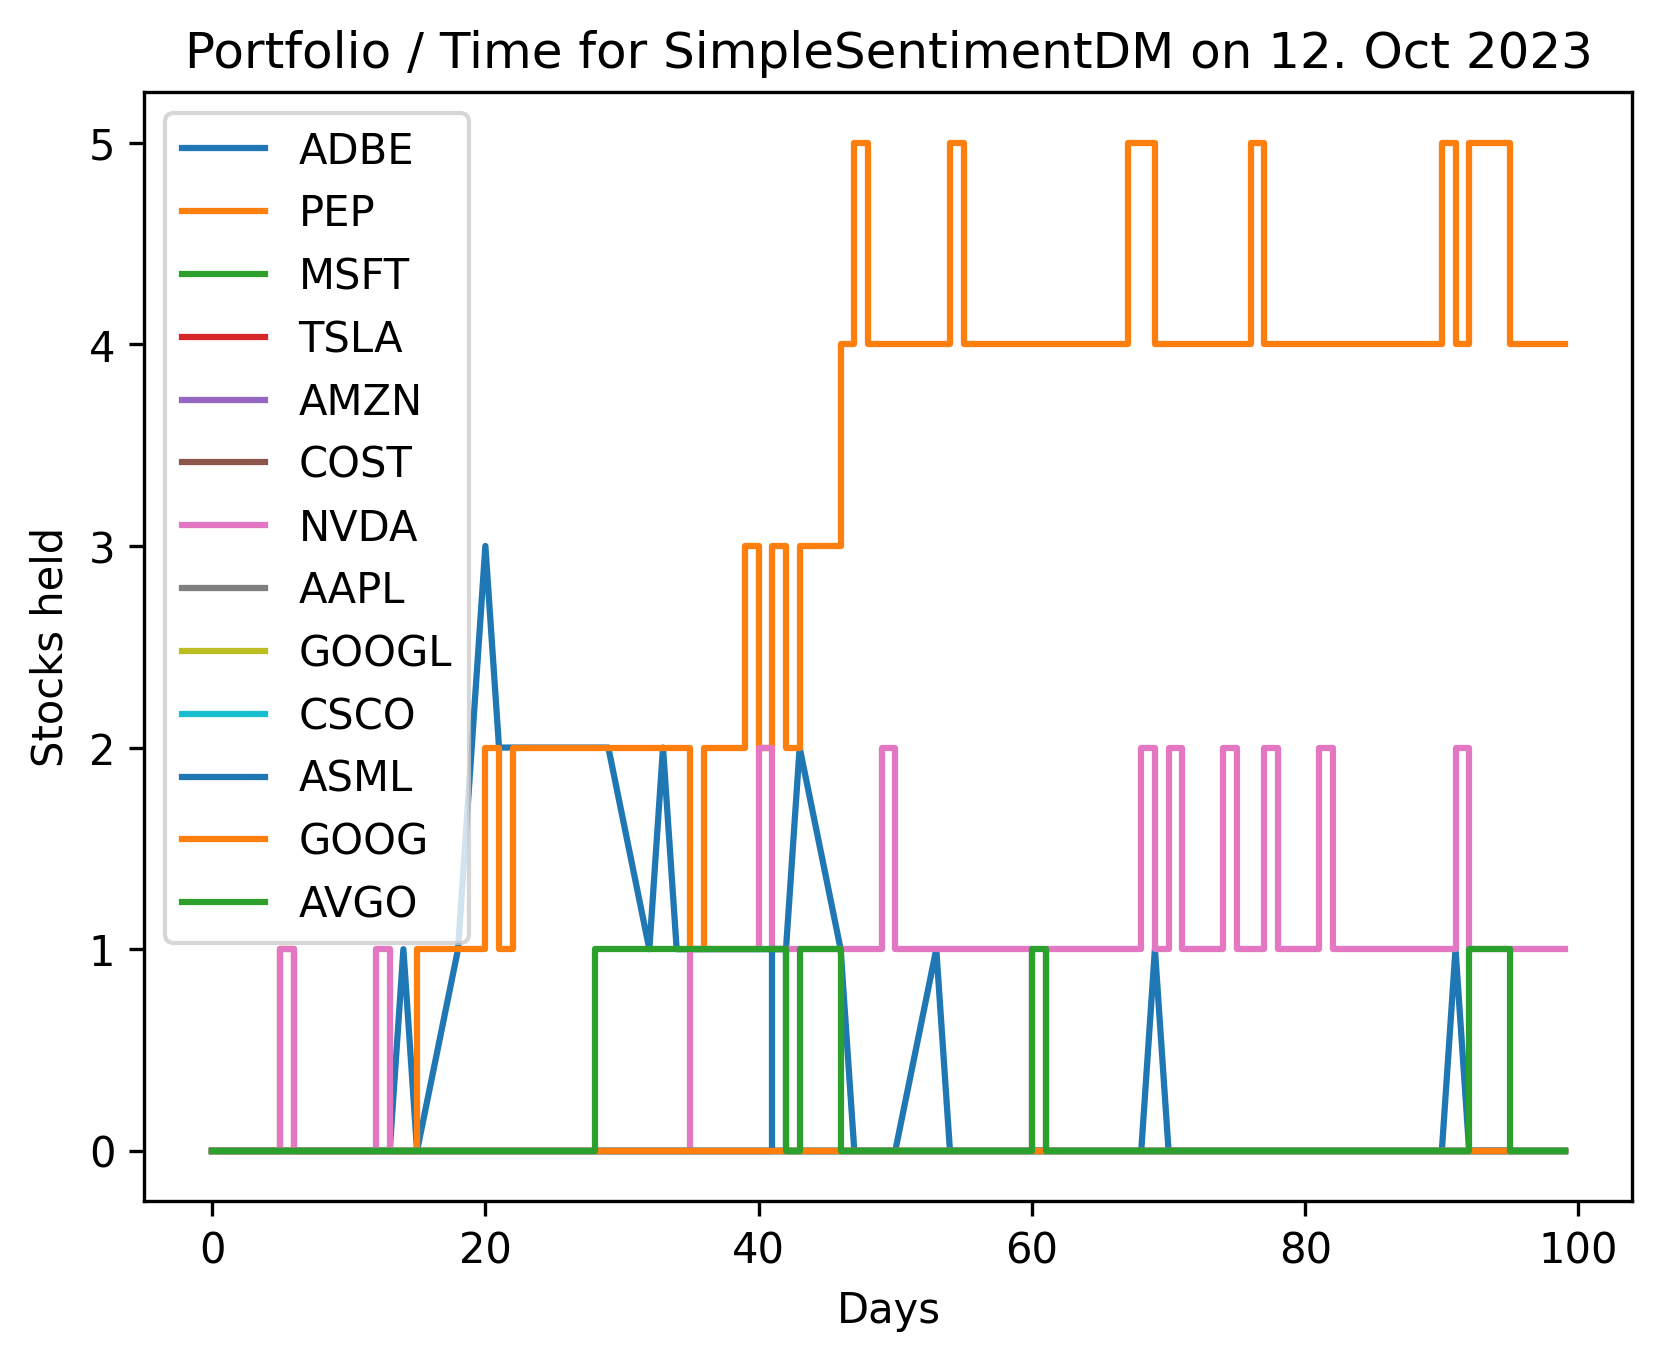 Portfolio / Time for SimpleSentimentDM on 12. Oct 2023
5
4
3
2
1
0
Stocks held
ADBE
PEP
MSFT
TSLA
AMZN
COST
NVDA
AAPL
GOOGL
CSCO
ASML
GOOG
AVGO
0 20 40 60 80 100
Days